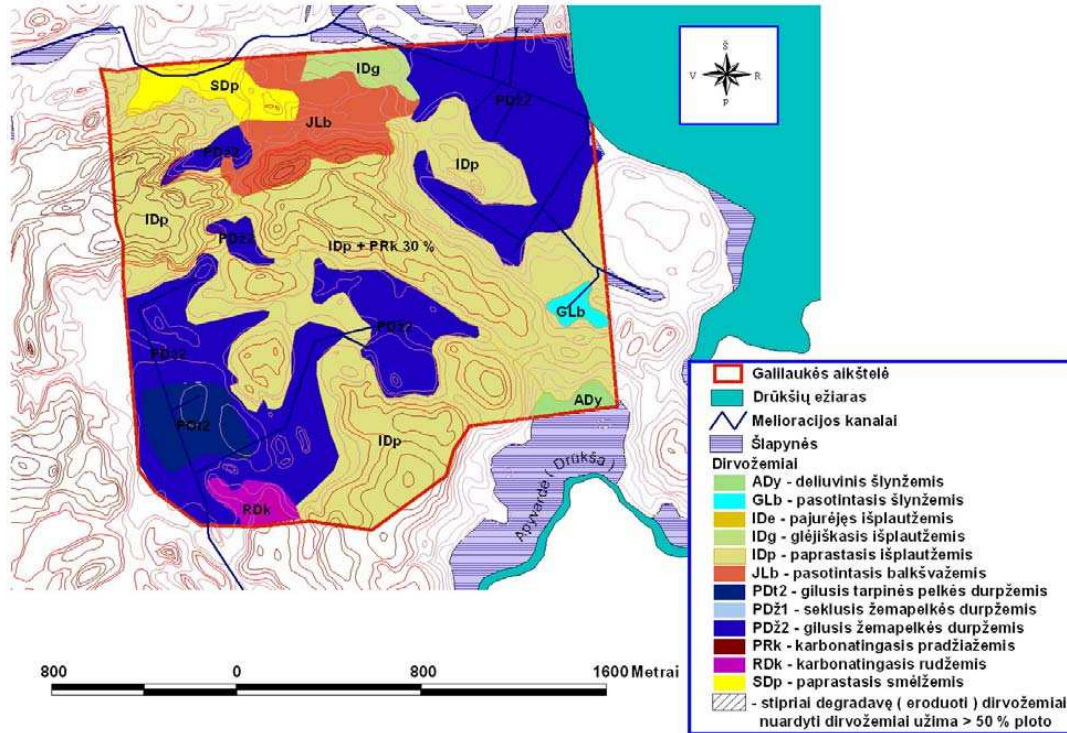 Š
V R
P
IDg
SDp
PDž2
JLb
PDž2
IDp
IDp
PDž2
IDp + PRk 30 %
GLb
PDž2
PDž2
ADy
PDt2
IDp
RDk
Apyvardė ( Drūkša )
800 0 800 1600 Metrai
Galilaukės aikštelė
Drūkšių ežiaras
Melioracijos kanalai
Šlapynės
Dirvožemiai
ADy - deliuvinis šlynžemis
GLb - pasotintasis šlynžemis
IDe - pajurėjęs išplautžemis
IDg - glėjiškasis išplautžemis
IDp - paprastasis išplautžemis
JLb - pasotintasis balkšvažemis
PDt2 - gilusis tarpinės pelkės durpžemis
PDž1 - seklusis žemapelkės durpžemis
PDž2 - gilusis žemapelkės durpžemis
PRk - karbonatingasis pradžiažemis
RDk - karbonatingasis rudžemis
SDp - paprastasis smėlžemis
- stipriai degradavę ( eroduoti ) dirvožemiai
nuardyti dirvožemiai užima > 50 % ploto